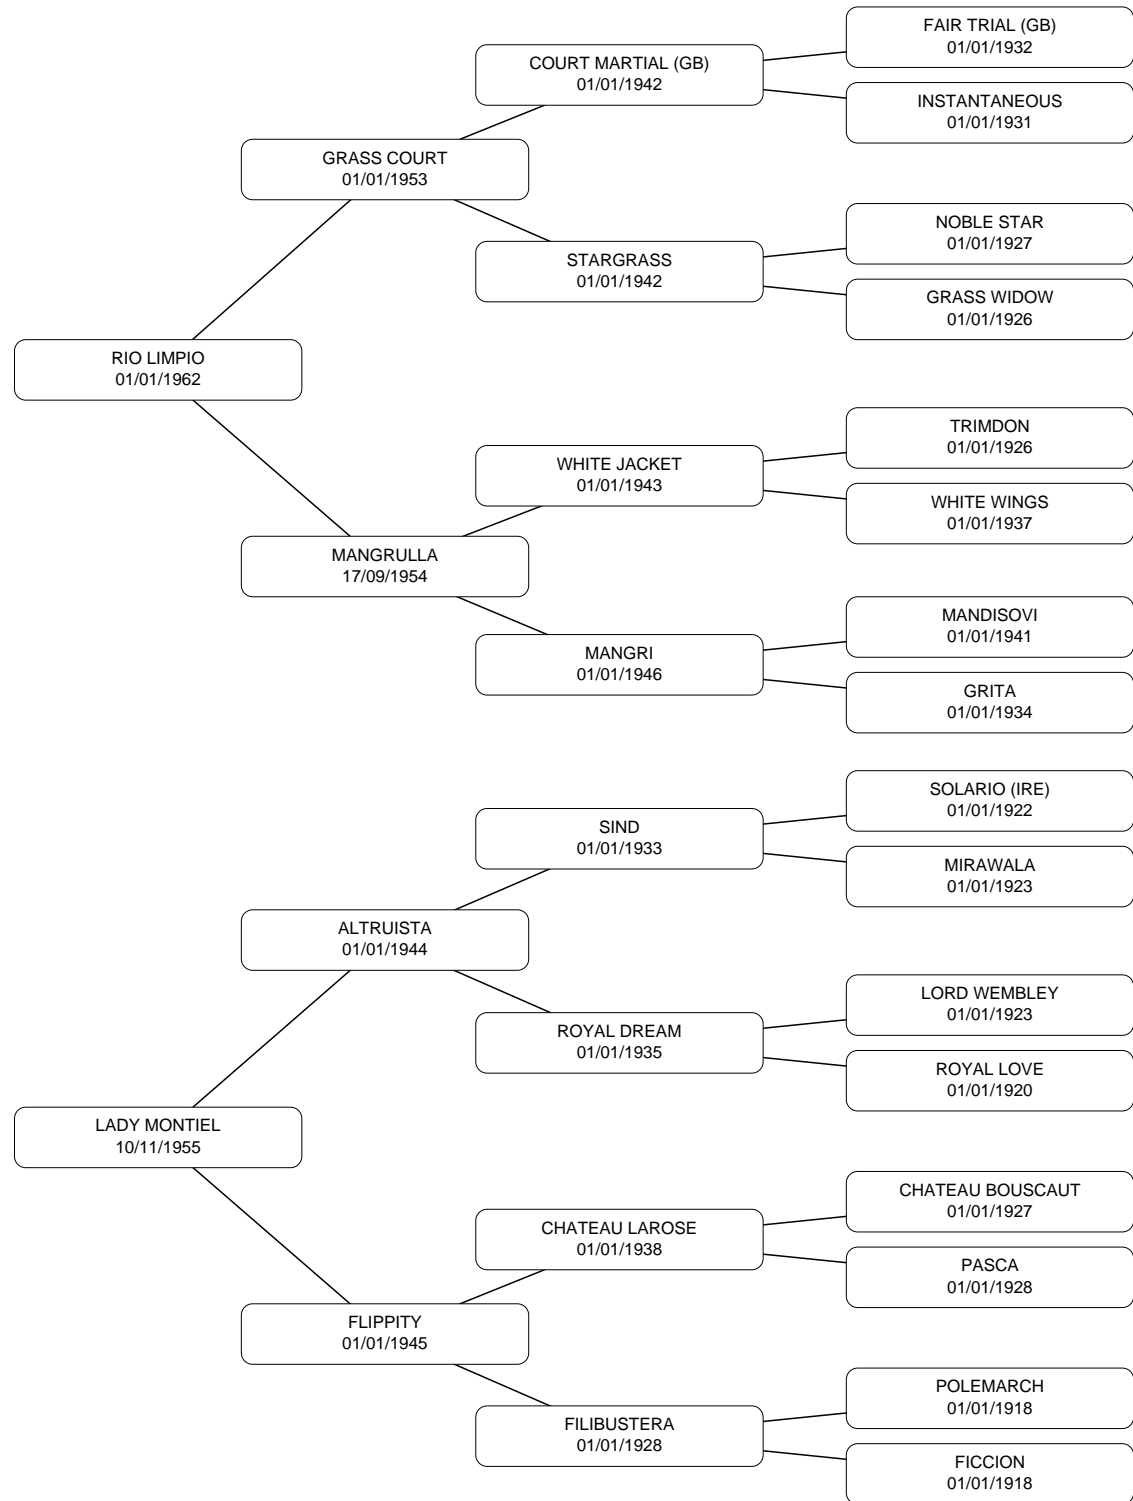 FAIR TRIAL (GB)
01/01/1932
COURT MARTIAL (GB)
01/01/1942
INSTANTANEOUS
01/01/1931
GRASS COURT
01/01/1953
NOBLE STAR
01/01/1927
STARGRASS
01/01/1942
GRASS WIDOW
01/01/1926
RIO LIMPIO
01/01/1962
TRIMDON
01/01/1926
WHITE JACKET
01/01/1943
WHITE WINGS
01/01/1937
MANGRULLA
17/09/1954
MANDISOVI
01/01/1941
MANGRI
01/01/1946
GRITA
01/01/1934
SOLARIO (IRE)
01/01/1922
SIND
01/01/1933
MIRAWALA
01/01/1923
ALTRUISTA
01/01/1944
LORD WEMBLEY
01/01/1923
ROYAL DREAM
01/01/1935
ROYAL LOVE
01/01/1920
LADY MONTIEL
10/11/1955
CHATEAU BOUSCAUT
01/01/1927
CHATEAU LAROSE
01/01/1938
PASCA
01/01/1928
FLIPPITY
01/01/1945
POLEMARCH
01/01/1918
FILIBUSTERA
01/01/1928
FICCION
01/01/1918